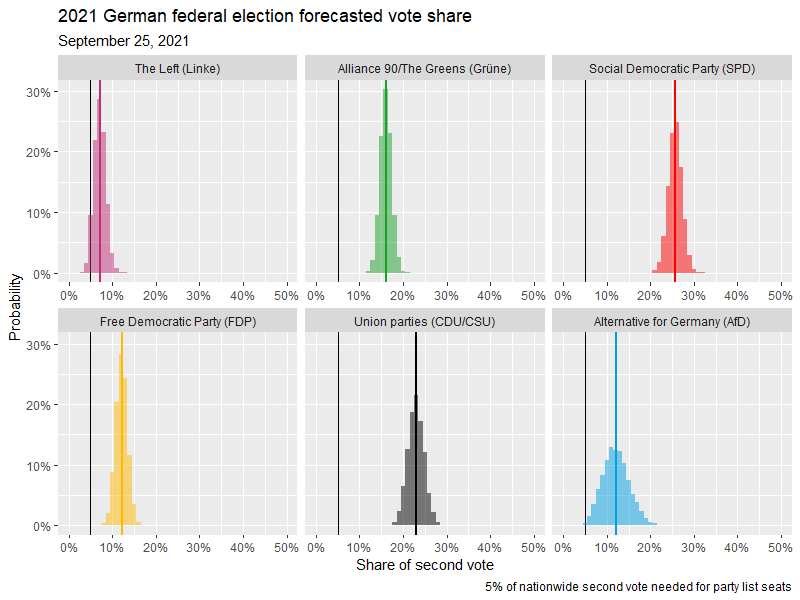 2021 German federal election forecasted vote share
September 25, 2021
The Left (Linke) Alliance 90/The Greens (Grüne) Social Democratic Party (SPD)
30%
20%
10%
0%
0% 10% 20% 30% 40% 50% 0% 10% 20% 30% 40% 50% 0% 10% 20% 30% 40% 50%
Probability
Free Democratic Party (FDP) Union parties (CDU/CSU) Alternative for Germany (AfD)
30%
20%
10%
0%
0% 10% 20% 30% 40% 50% 0% 10% 20% 30% 40% 50% 0% 10% 20% 30% 40% 50%
Share of second vote
5% of nationwide second vote needed for party list seats